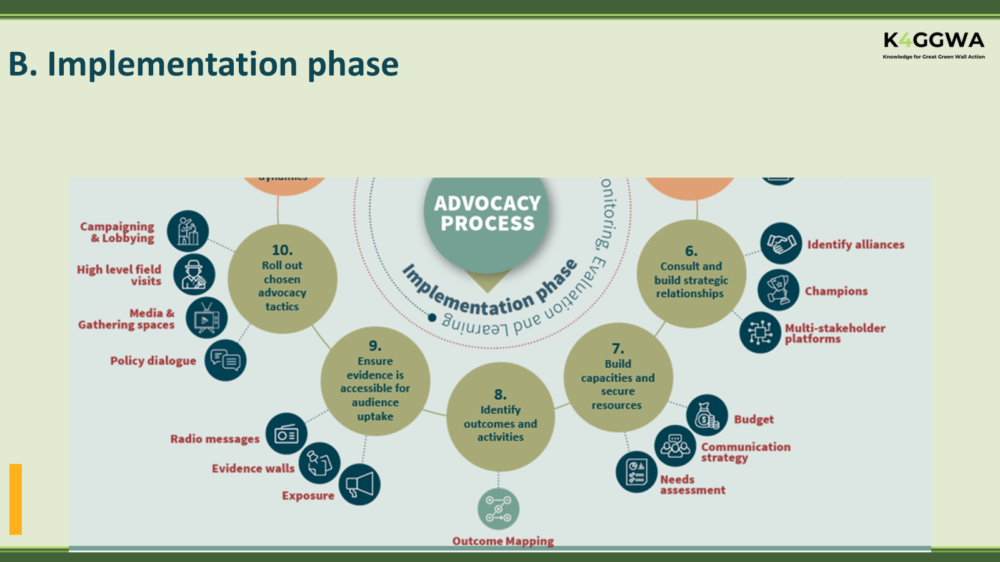 K4GGWA
Knowledge for Great Green Wall Action
B. Implementation phase
dynamics
ADVOCACY
PROCESS
Implementation phase
onitoring, Evaluation and Learning
6.
Consult and
build strategic
relationships
Identify alliances
Champions
Multi-stakeholder
platforms
7.
Build
capacities and
secure
resources
Budget
Communication
strategy
Needs
assessment
8.
Identify
outcomes and
activities
Outcome Mapping
9.
Ensure
evidence is
accessible for
audience
uptake
Radio messages
Evidence walls
Exposure
10.
Roll out
chosen
advocacy
tactics
Campaigning
& Lobbying
High level field
visits
Media &
Gathering spaces
Policy dialogue